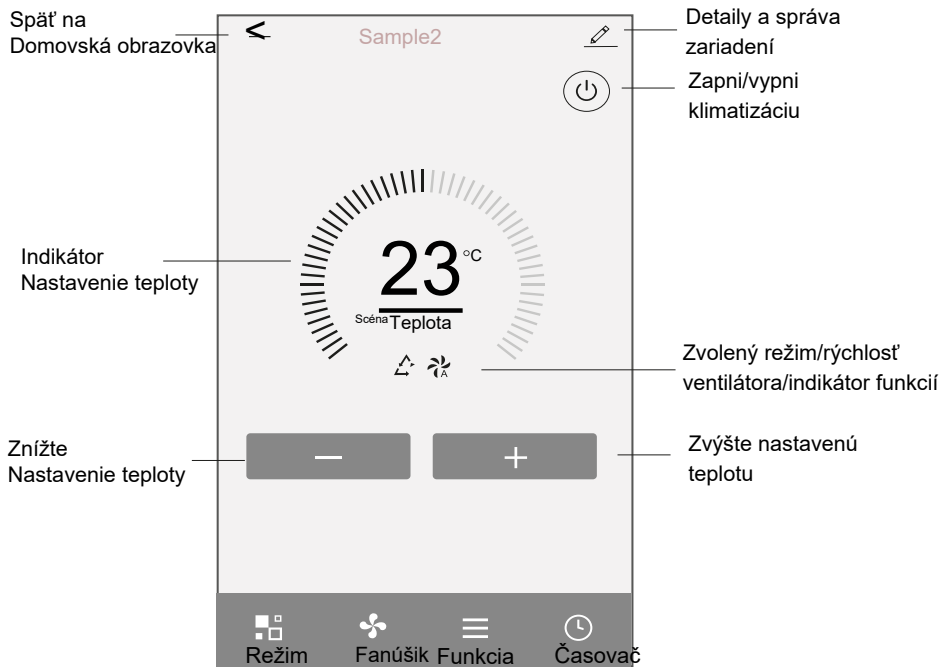 Späť na
Domovská obrazovka
<
Sample2
Detaily a správa
zariadení
Zapni/vypni
klimatizáciu
Indikátor
Nastavenie teploty
23°C
Scéna Teplota
A
Zvolený režim/rýchlosť
ventilátora/indikátor funkcií
Znížte
Nastavenie teploty
—
+
Zvýšte nastavenú
teplotu
Režim Fanúšik Funkcia Časovač